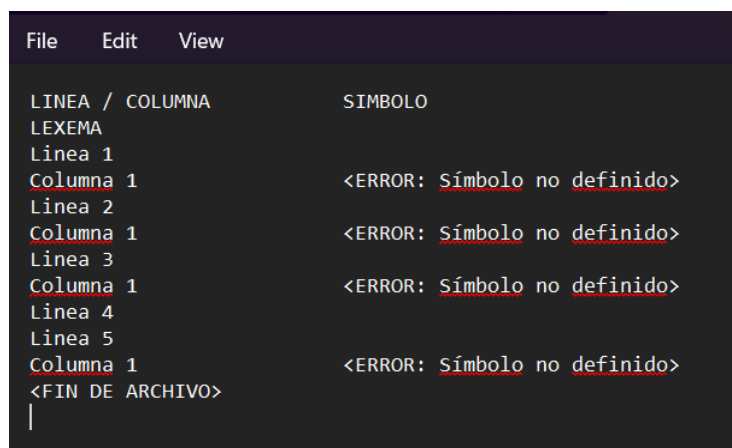 File Edit View
LINEA / COLUMNA SIMBOLO
LEXEMA
Linea 1
Columna 1 <ERROR: Símbolo no definido>
Linea 2
Columna 1 <ERROR: Símbolo no definido>
Linea 3
Columna 1 <ERROR: Símbolo no definido>
Linea 4
Linea 5
Columna 1 <ERROR: Símbolo no definido>
<FIN DE ARCHIVO>